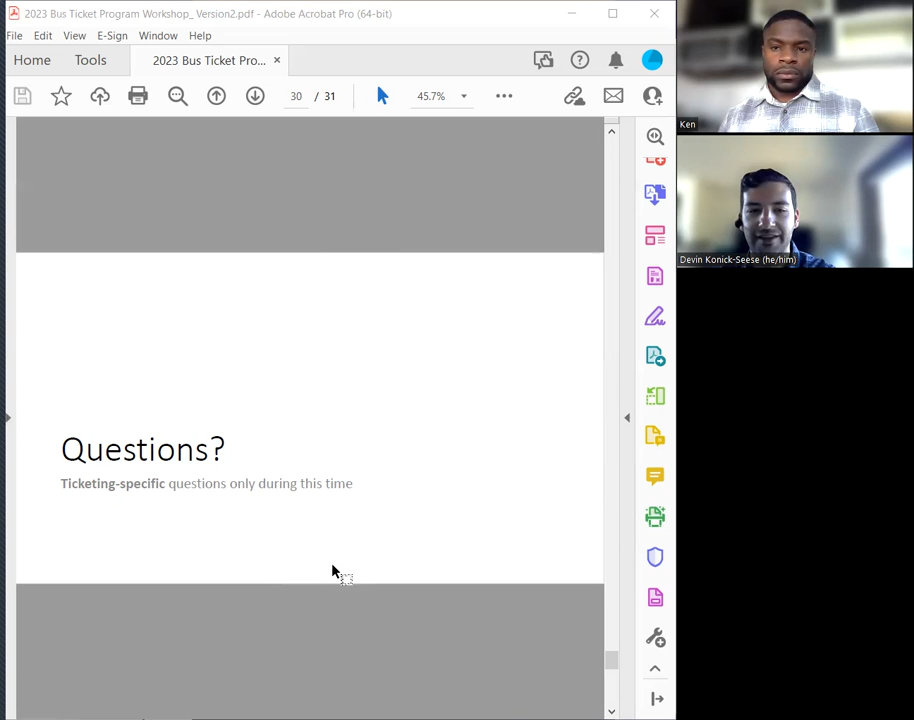 2023 Bus Ticket Program Workshop_ Version2.pdf - Adobe Acrobat Pro (64-bit)
File Edit View E-Sign Window Help
Home Tools 2023 Bus Ticket Pro... ×
30 / 31 45.7%
Questions?
Ticketing-specific questions only during this time
Ken
Devin Konick-Seese (he/him)